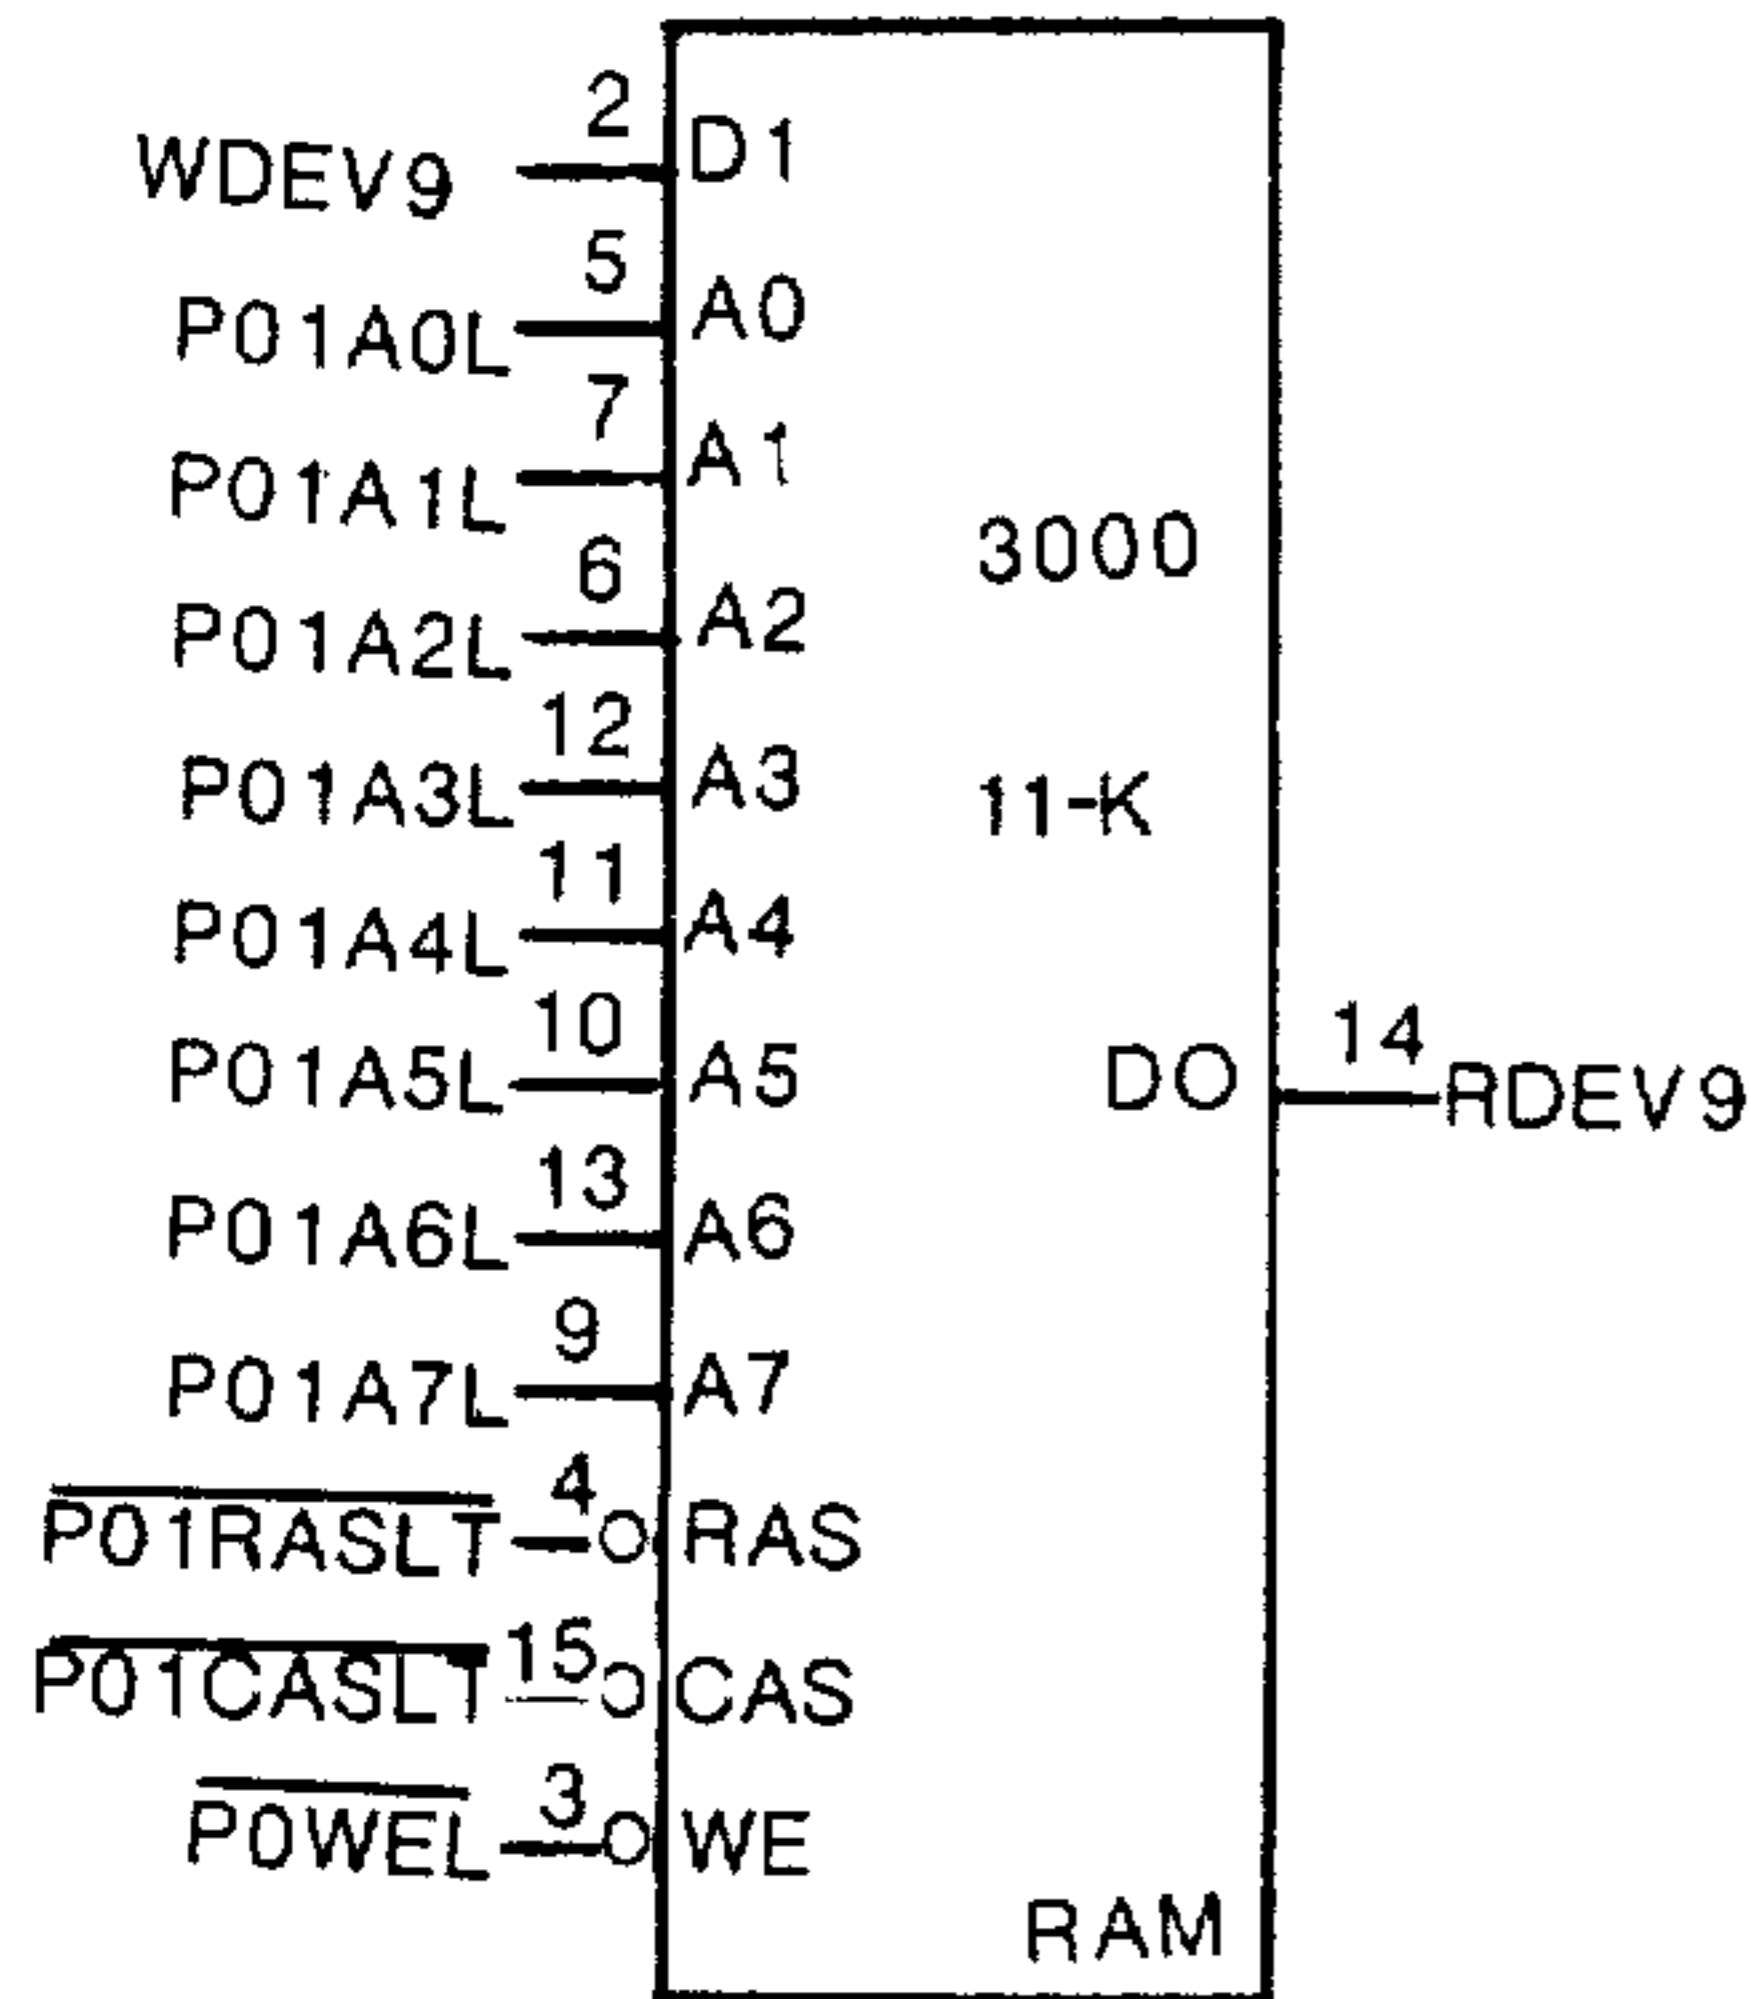 2
WDEV9 D1
5
P01A0L A0
7
P01A1L A1
3000
6
P01A2L A2
12
P01A3L A3 11-K
11
P01A4L A4
10 14
P01A5L A5 DO RDEV9
13
P01A6L A6
9
P01A7L A7
4
P01RASLT RAS
15
P01CASLT CAS
3
P0WEL WE
RAM